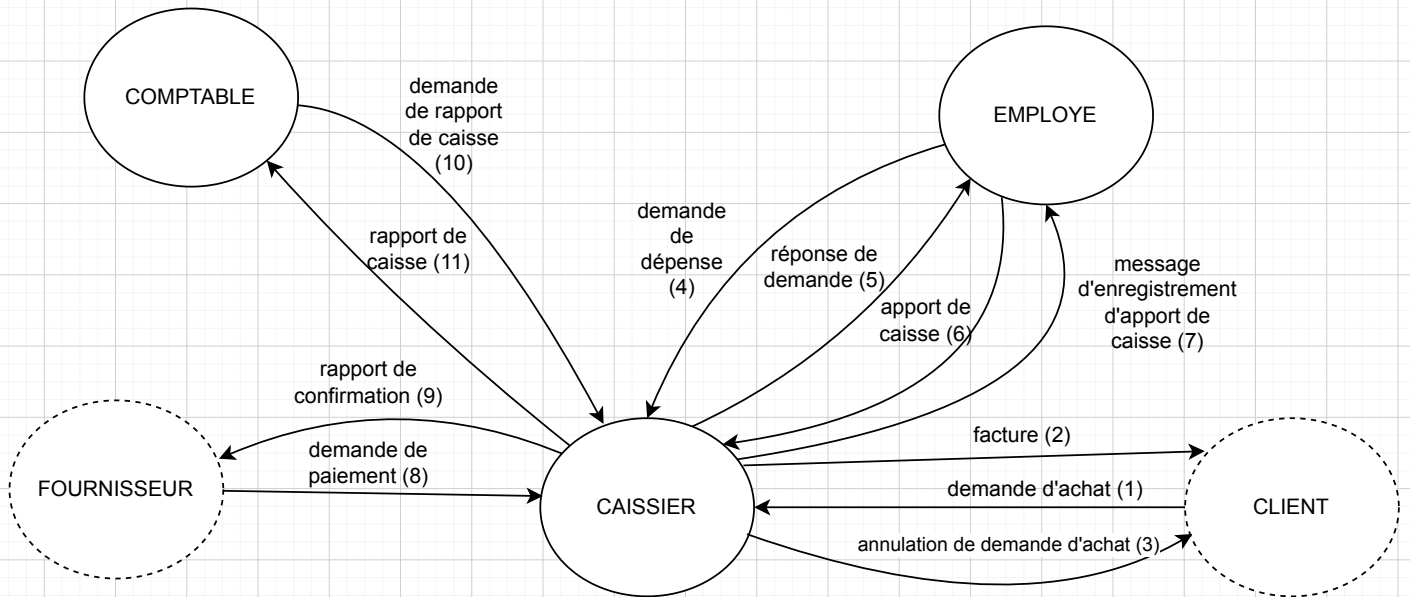 COMPTABLE
demande
de rapport
de caisse
(10)
EMPLOYE
rapport de
caisse (11)
demande
de
dépense
(4)
réponse de
demande (5)
apport de
caisse (6)
message
d'enregistrement
d'apport de
caisse (7)
rapport de
confirmation (9)
demande de
paiement (8)
FOURNISSEUR
CAISSIER
facture (2)
demande d'achat (1)
annulation de demande d'achat (3)
CLIENT